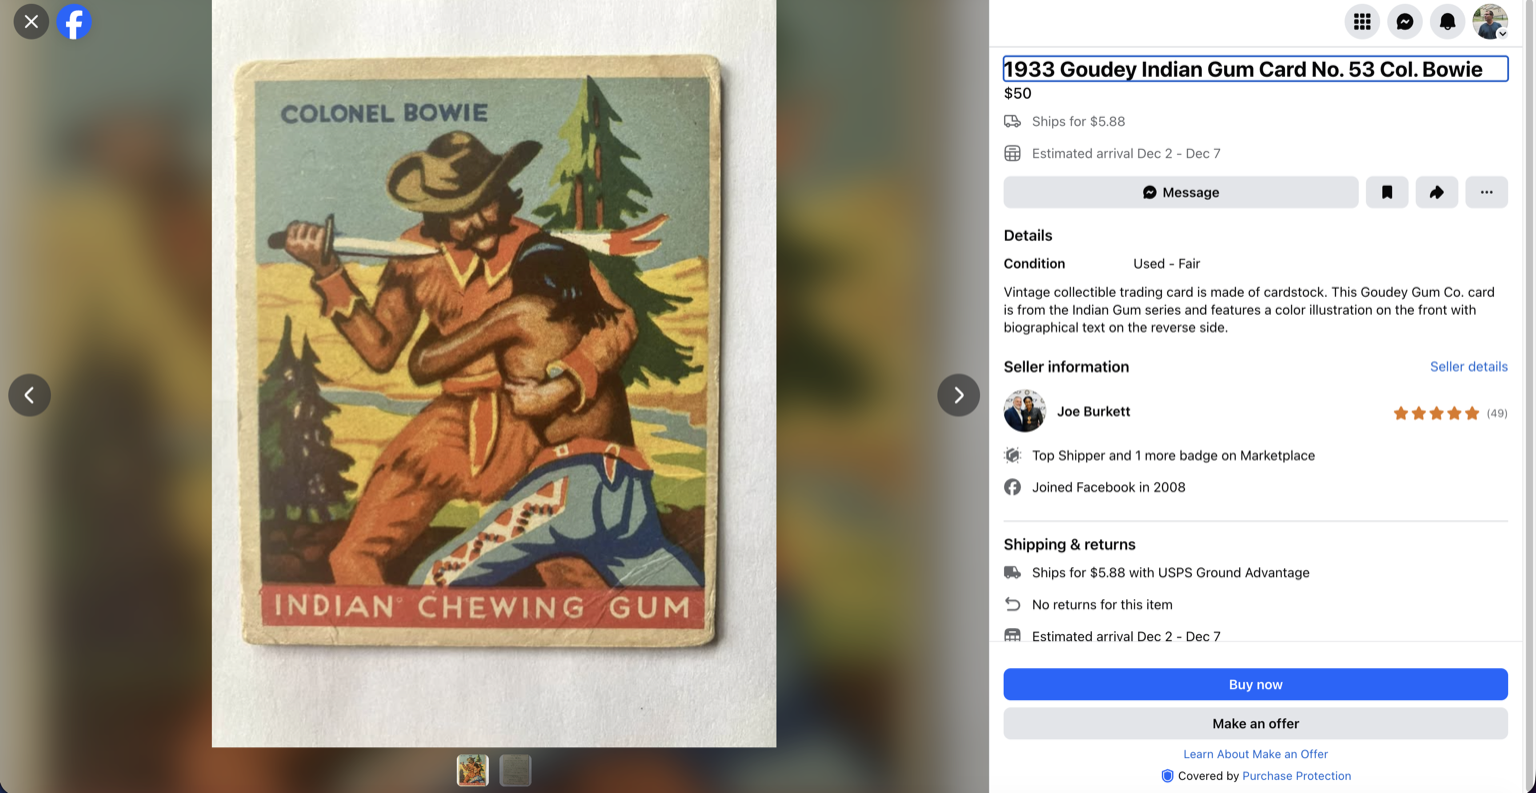 COLONEL BOWIE
INDIAN CHEWING GUM
1933 Goudey Indian Gum Card No. 53 Col. Bowie
$50
Ships for $5.88
Estimated arrival Dec 2 - Dec 7
Message
Details
Condition Used - Fair
Vintage collectible trading card is made of cardstock. This Goudey Gum Co. card
is from the Indian Gum series and features a color illustration on the front with
biographical text on the reverse side.
Seller information Seller details
Joe Burkett (49)
Top Shipper and 1 more badge on Marketplace
Joined Facebook in 2008
Shipping & returns
Ships for $5.88 with USPS Ground Advantage
No returns for this item
Estimated arrival Dec 2 - Dec 7
Buy now
Make an offer
Learn About Make an Offer
Covered by Purchase Protection